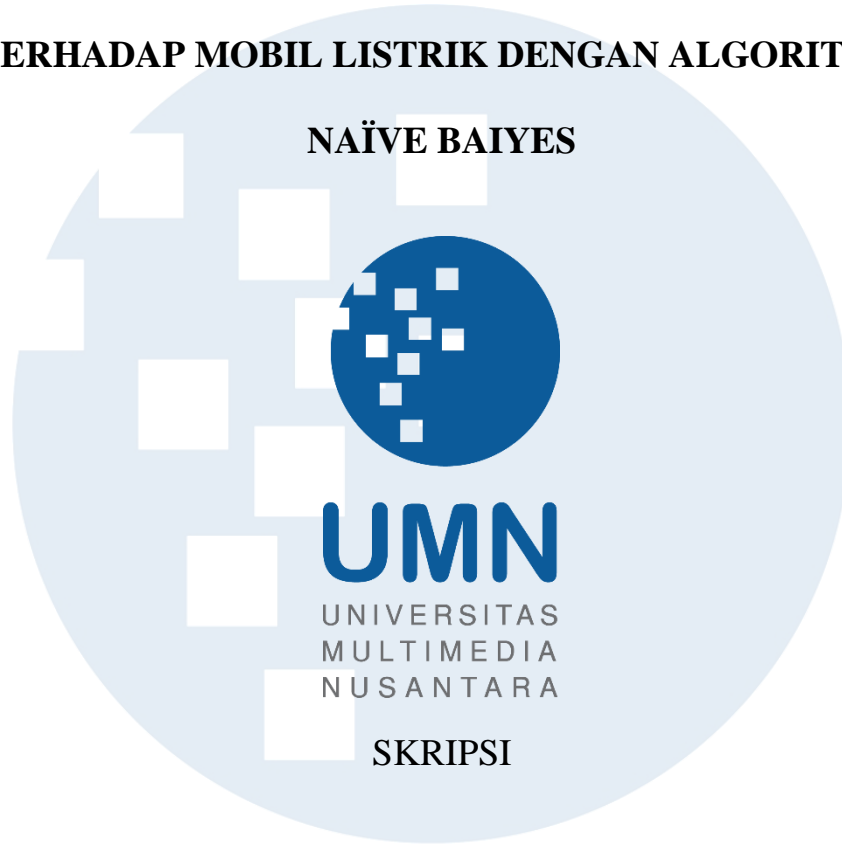 ERHADAP MOBIL LISTRIK DENGAN ALGORIT
NAÏVE BAIYES
UMN
UNIVERSITAS
MULTIMEDIA
NUSANTARA
SKRIPSI